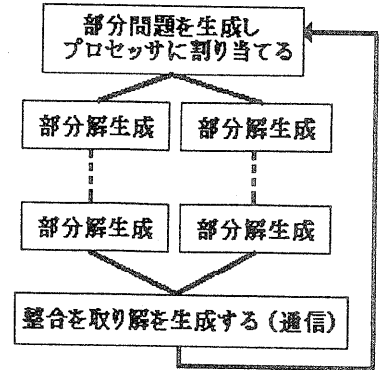 部分問題を生成し
プロセッサに割り当てる
部分解生成
部分解生成
部分解生成
部分解生成
整合を取り解を生成する（通信）